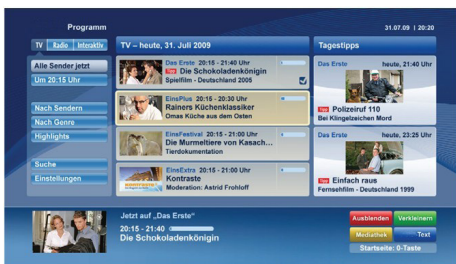 Programm
31.07.09 | 20:20
TV Radio Interaktiv
TV – heute, 31. Juli 2009
Tagestipps
Alle Sender jetzt
Um 20:15 Uhr
Nach Sendern
Nach Genre
Highlights
Suche
Einstellungen
Das Erste 20:15 - 21:40 Uhr
Tipp Die Schokoladenkönigin
Spielfilm - Deutschland 2005
EinsPlus 20:15 - 20:30 Uhr
Rainers Küchenklassiker
Omas Küche aus dem Osten
EinsFestival 20:15 - 21:00 Uhr
Die Murmeltiere von Kasach...
Tierdokumentation
EinsExtra 20:15 - 21:00 Uhr
Kontraste
Moderation: Astrid Frohloff
KONTRASTE
Das Erste heute, 21:40 Uhr
Tipp Polizeiruf 110
Bei Klingelzeichen Mord
Das Erste heute, 23:25 Uhr
Tipp Einfach raus
Fernsehfilm - Deutschland 1999
Jetzt auf „Das Erste“
20:15 - 21:40
Die Schokoladenkönigin
Ausblenden Verkleinern
Mediathek Text
Startseite: 0-Taste